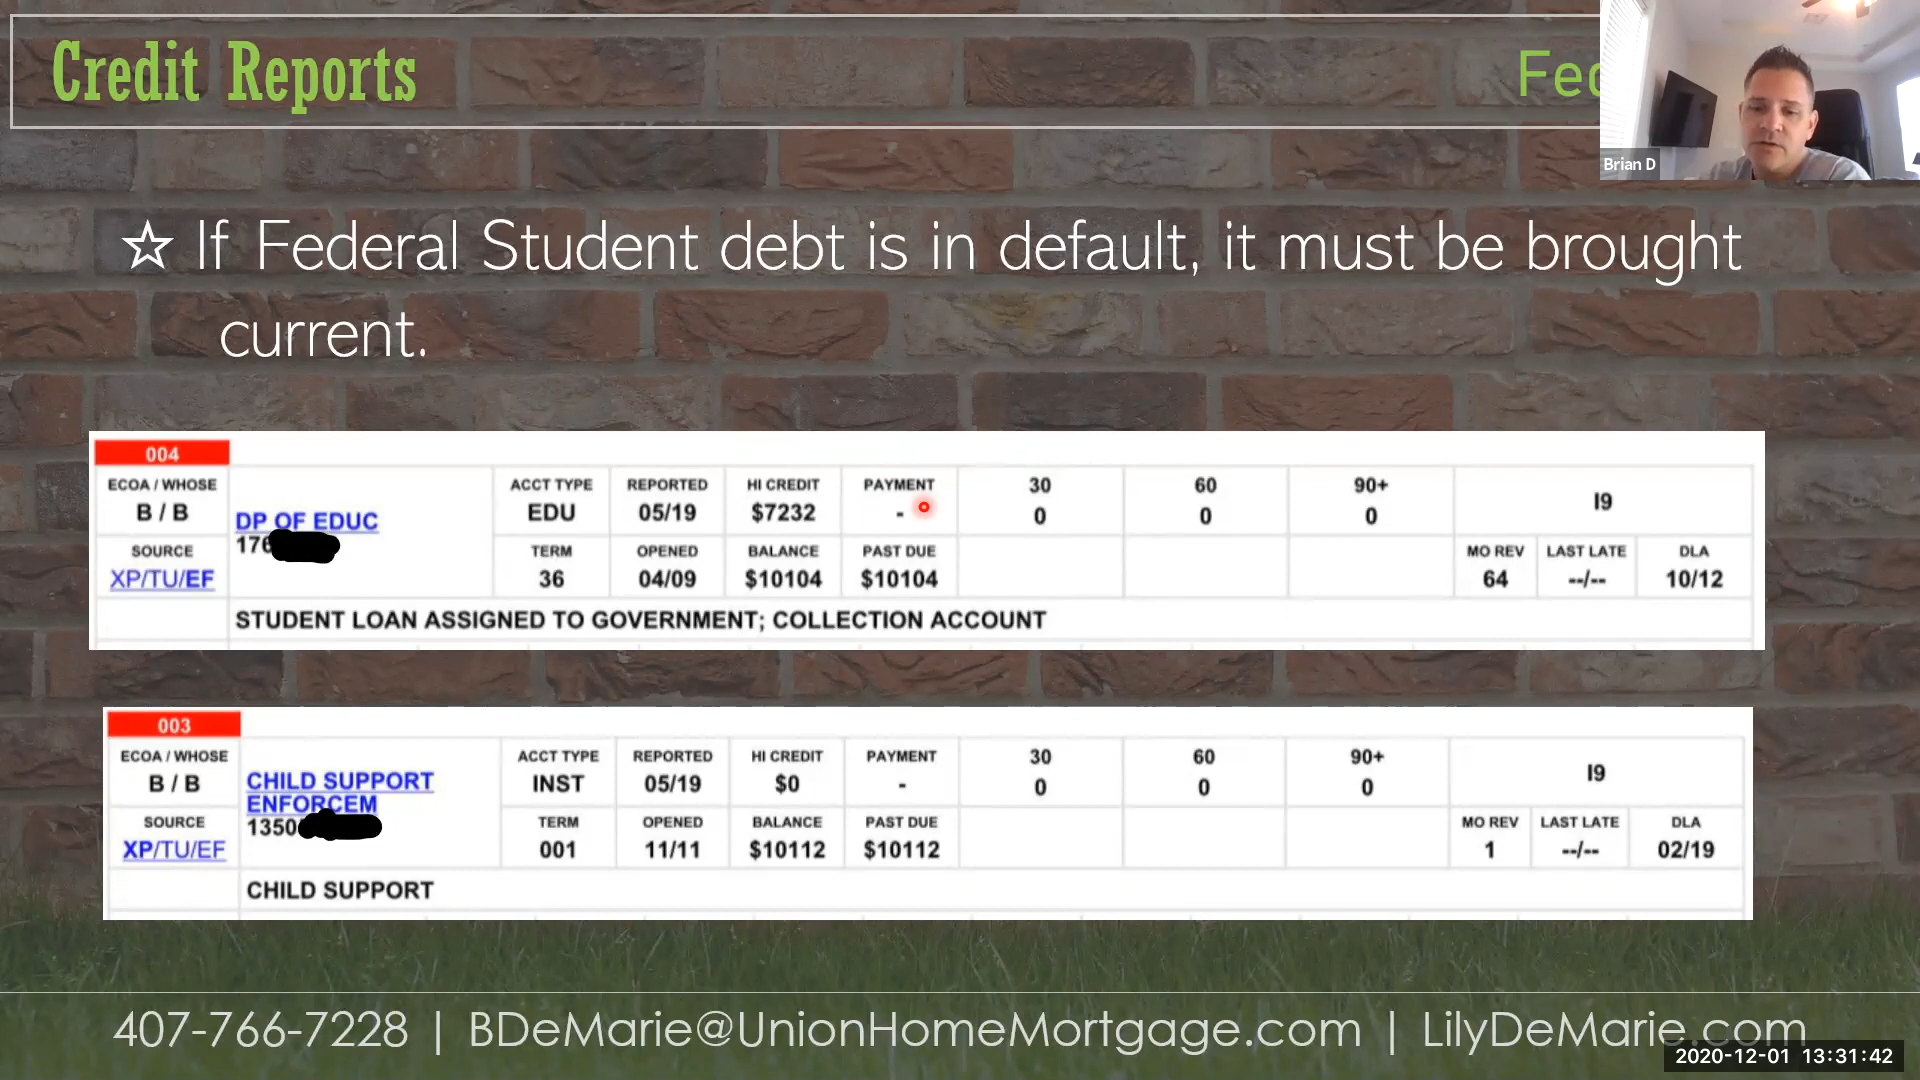 Credit Reports
Fed
Brian D
☆ If Federal Student debt is in default, it must be brought
current.
004
ECOA / WHOSE
B / B
SOURCE
XP/TU/EF
DP OF EDUC
176
ACCT TYPE REPORTED HI CREDIT PAYMENT 30 60 90+
EDU 05/19 $7232 - 0 0 0 I9
TERM OPENED BALANCE PAST DUE MO REV LAST LATE DLA
36 04/09 $10104 $10104 64 --/-- 10/12
STUDENT LOAN ASSIGNED TO GOVERNMENT; COLLECTION ACCOUNT
003
ECOA / WHOSE
B / B
SOURCE
XP/TU/EF
CHILD SUPPORT
ENFORCEM
1350
ACCT TYPE REPORTED HI CREDIT PAYMENT 30 60 90+
INST 05/19 $0 - 0 0 0 I9
TERM OPENED BALANCE PAST DUE MO REV LAST LATE DLA
001 11/11 $10112 $10112 1 --/-- 02/19
CHILD SUPPORT
407-766-7228 | BDeMarie@UnionHomeMortgage.com | LilyDeMarie.com
2020-12-01 13:31:42